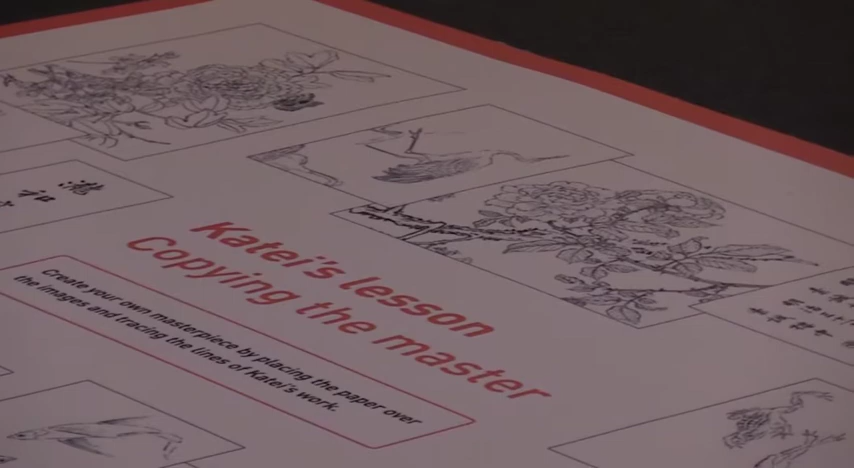 Katei's lesson
Copying the master
Create your own masterpiece by placing the paper over
the images and tracing the lines of Katei's work.